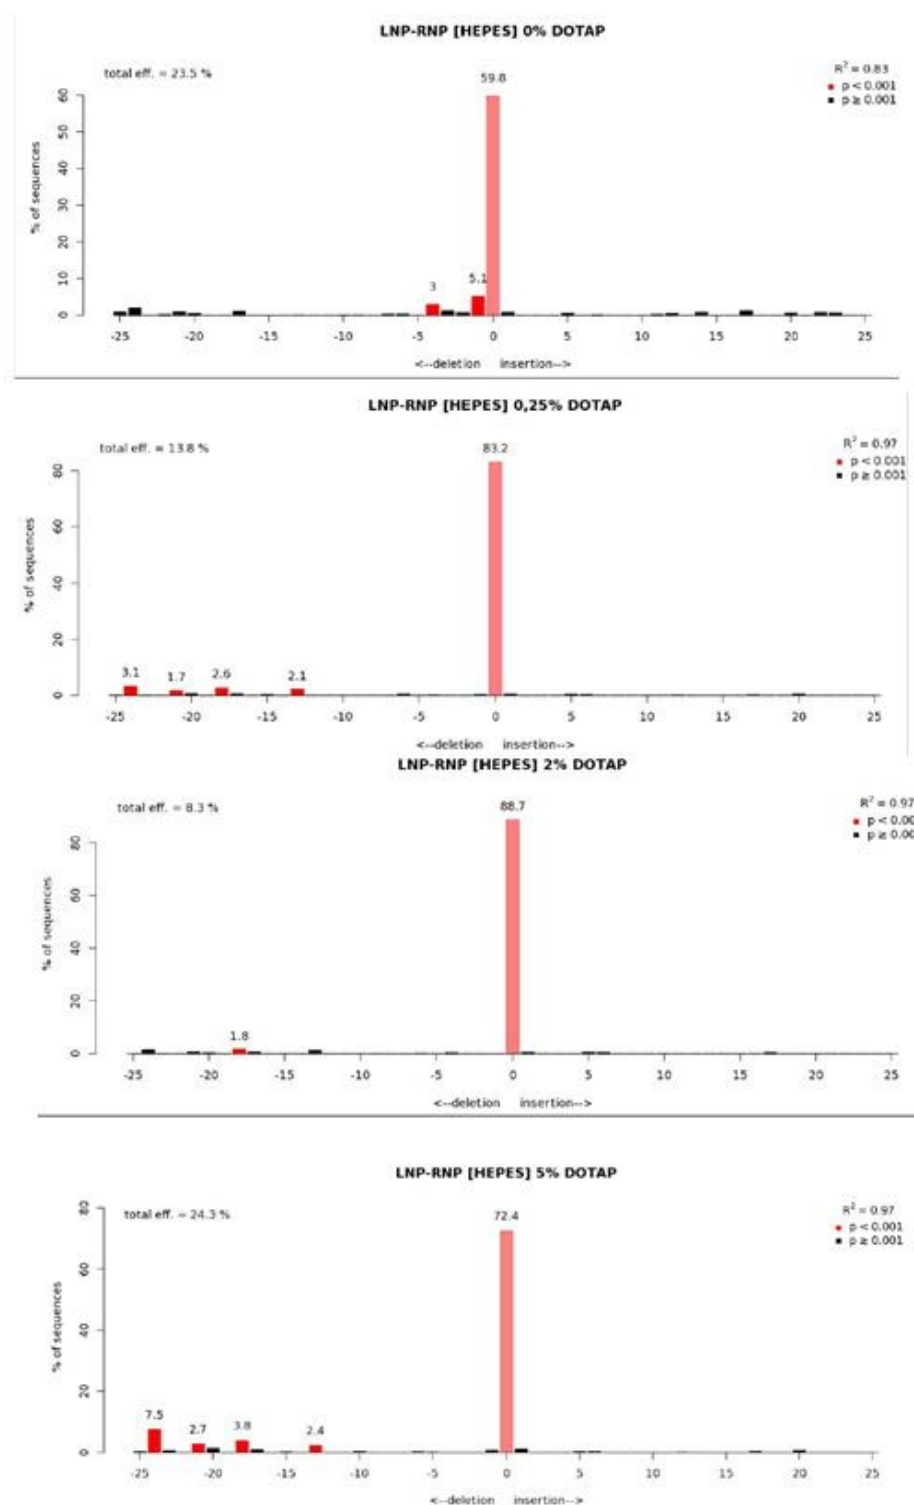 LNP-RNP [HEPES] 0% DOTAP
total eff. = 23.5 %
R² = 0.83
p < 0.001
p ≥ 0.001
59.8
3
5.1
% of sequences
0 10 20 30 40 50 60
-25 -20 -15 -10 -5 0 5 10 15 20 25
<--deletion insertion-->
LNP-RNP [HEPES] 0,25% DOTAP
total eff. = 13.8 %
R² = 0.97
p < 0.001
p ≥ 0.001
83.2
3.1 1.7 2.6 2.1
% of sequences
0 20 40 60 80
-25 -20 -15 -10 -5 0 5 10 15 20 25
<--deletion insertion-->
LNP-RNP [HEPES] 2% DOTAP
total eff. = 8.3 %
R² = 0.97
p < 0.00
p ≥ 0.00
88.7
1.8
% of sequences
0 20 40 60 80
-25 -20 -15 -10 -5 0 5 10 15 20 25
<--deletion insertion-->
LNP-RNP [HEPES] 5% DOTAP
total eff. = 24.3 %
R² = 0.97
p < 0.001
p ≥ 0.001
72.4
7.5 2.7 3.8 2.4
% of sequences
0 20 40 60 80
-25 -20 -15 -10 -5 0 5 10 15 20 25
<--deletion insertion-->